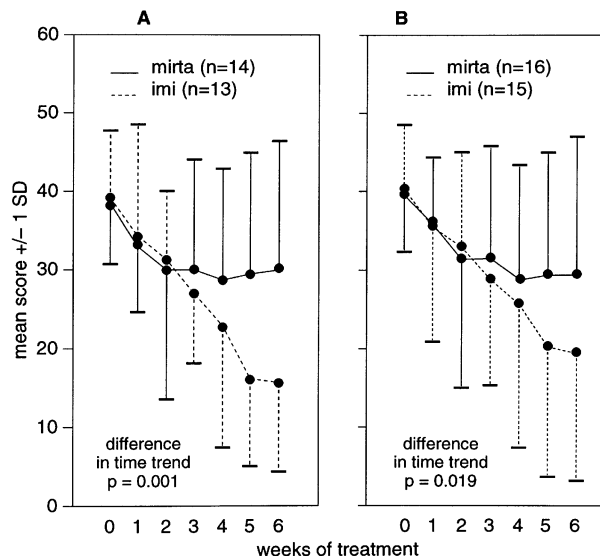 A
B
mirta (n=14)
imi (n=13)
mirta (n=16)
imi (n=15)
mean score +/– 1 SD
60
50
40
30
20
10
0
difference
in time trend
p = 0.001
difference
in time trend
p = 0.019
0 1 2 3 4 5 6
0 1 2 3 4 5 6
weeks of treatment